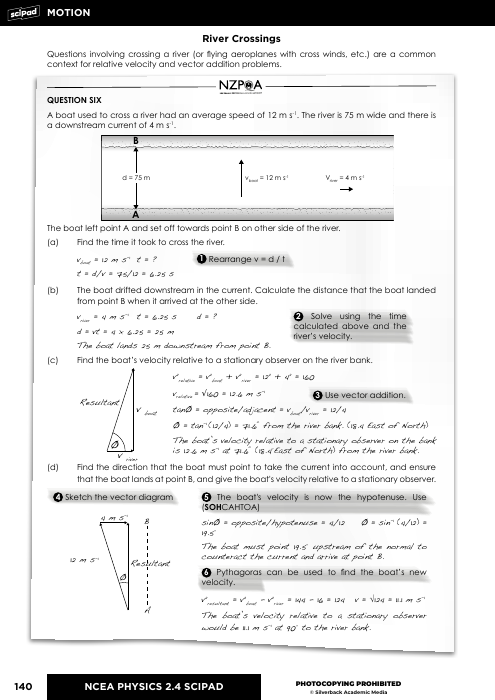 scipad MOTION
River Crossings
Questions involving crossing a river (or flying aeroplanes with cross winds, etc.) are a common
context for relative velocity and vector addition problems.
NZPQA
QUESTION SIX
A boat used to cross a river had an average speed of 12 m s⁻¹. The river is 75 m wide and there is
a downstream current of 4 m s⁻¹.
B
d = 75 m
v boat = 12 m s⁻¹
V river = 4 m s⁻¹
A
The boat left point A and set off towards point B on other side of the river.
(a) Find the time it took to cross the river.
v boat = 12 m s⁻¹ t = ?
1 Rearrange v = d / t
t = d/v = 75/12 = 6.25 s
(b) The boat drifted downstream in the current. Calculate the distance that the boat landed
from point B when it arrived at the other side.
v river = 4 m s⁻¹ t = 6.25 s d = ?
d = vt = 4 x 6.25 = 25 m
The boat lands 25 m downstream from point B.
2 Solve using the time
calculated above and the
river's velocity.
(c) Find the boat's velocity relative to a stationary observer on the river bank.
Resultant
v boat
Ø
v river
v² relative = v² boat + v² river = 12² + 4² = 160
v relative = √160 = 12.6 m s⁻¹
3 Use vector addition.
tanØ = opposite/adjacent = v boat/v river = 12/4
Ø = tan⁻¹ (12/4) = 71.6° from the river bank. (18.4 East of North)
The boat's velocity relative to a stationary observer on the bank
is 12.6 m s⁻¹ at 71.6° (18.4 East of North) from the river bank.
(d) Find the direction that the boat must point to take the current into account, and ensure
that the boat lands at point B, and give the boat's velocity relative to a stationary observer.
4 Sketch the vector diagram
4 m s⁻¹
B
12 m s⁻¹
Resultant
Ø
A
5 The boat's velocity is now the hypotenuse. Use
(SOHCAHTOA)
sinØ = opposite/hypotenuse = 4/12 Ø = sin⁻¹ (4/12) =
19.5°
The boat must point 19.5° upstream of the normal to
counteract the current and arrive at point B.
6 Pythagoras can be used to find the boat's new
velocity.
v² resultant = v² boat - v² river = 144 - 16 = 124 v = √124 = 11.1 m s⁻¹
The boat's velocity relative to a stationary observer
would be 11.1 m s⁻¹ at 90° to the river bank.
140
NCEA PHYSICS 2.4 SCIPAD
PHOTOCOPYING PROHIBITED
© Silverback Academic Media